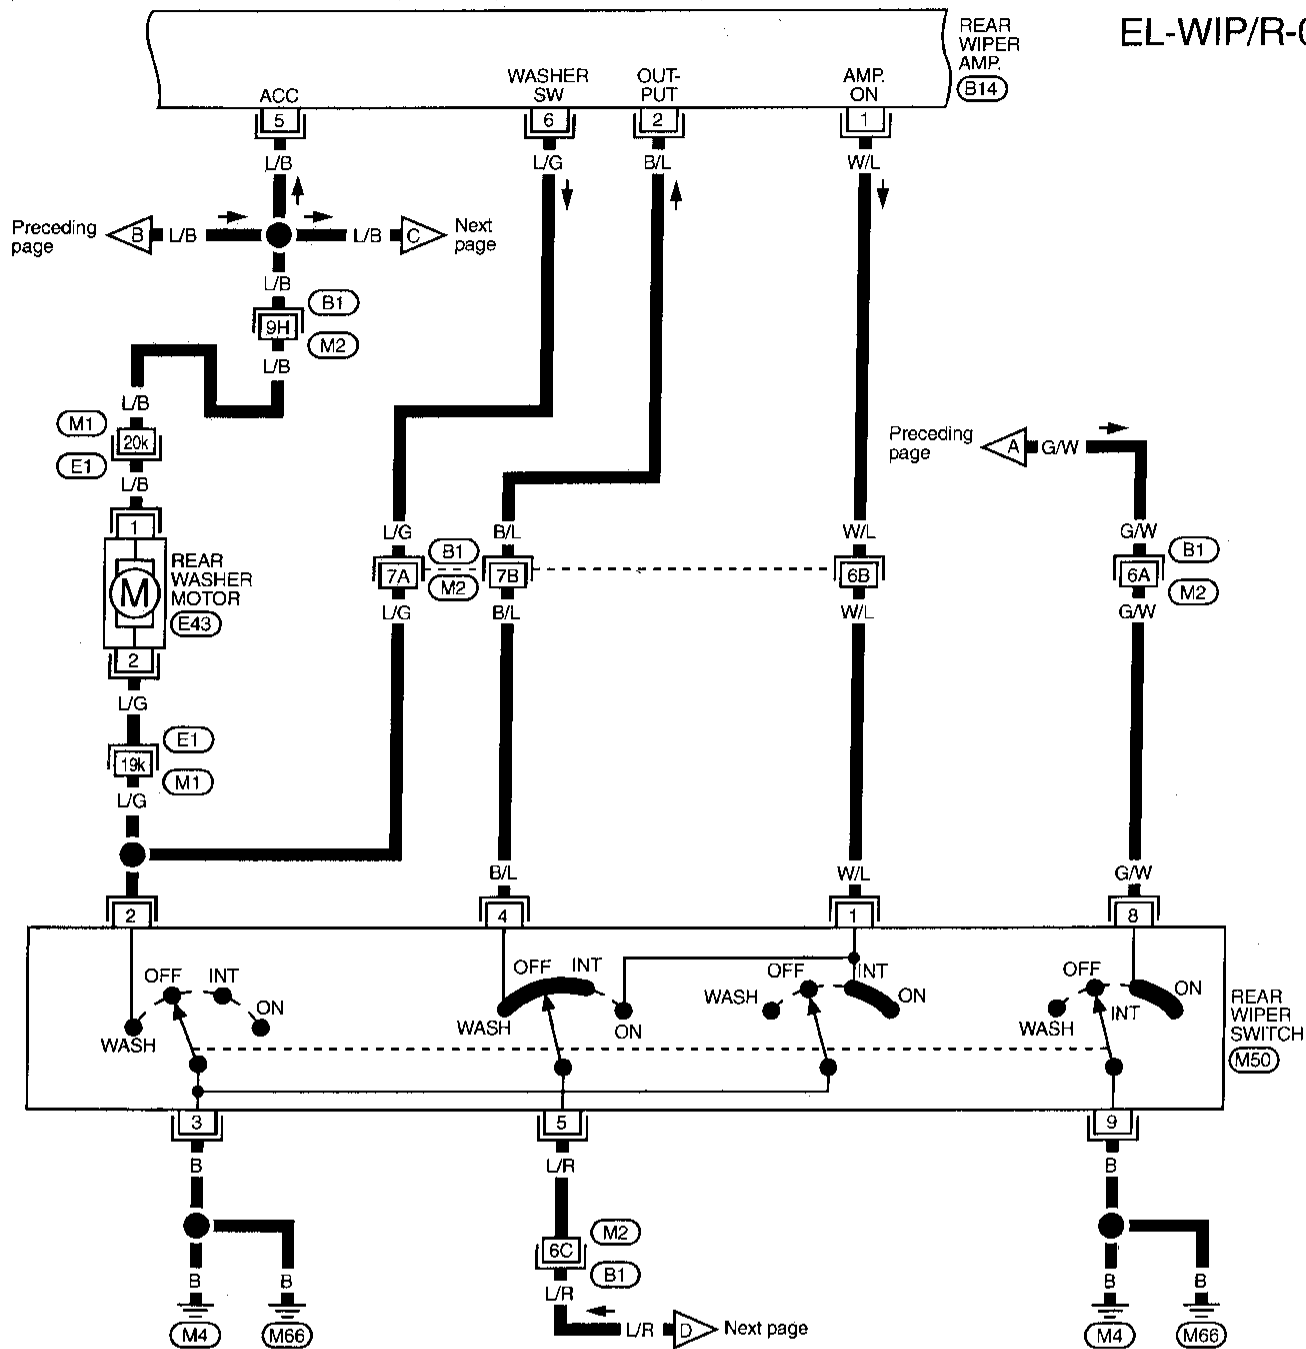 EL-WIP/R-0
REAR
WIPER
AMP.
B14
ACC
WASHER
SW
OUT-
PUT
AMP.
ON
5
6
2
1
L/B
L/G
B/L
W/L
Preceding
page
B
L/B
L/B
C
Next
page
L/B
B1
9H
M2
L/B
L/B
M1
20k
E1
L/B
1
M
REAR
WASHER
MOTOR
E43
2
L/G
E1
19k
M1
L/G
Preceding
page
A
G/W
L/G
B/L
W/L
G/W
7A
B1
M2
7B
6B
6A
B1
M2
L/G
B/L
W/L
G/W
B/L
W/L
G/W
2
4
1
8
OFF
INT
ON
WASH
OFF
INT
WASH
ON
OFF
INT
WASH
ON
OFF
INT
ON
WASH
REAR
WIPER
SWITCH
M50
3
5
9
B
L/R
B
M2
6C
B1
L/R
B
B
B
B
M4
M66
L/R
D
Next page
M4
M66